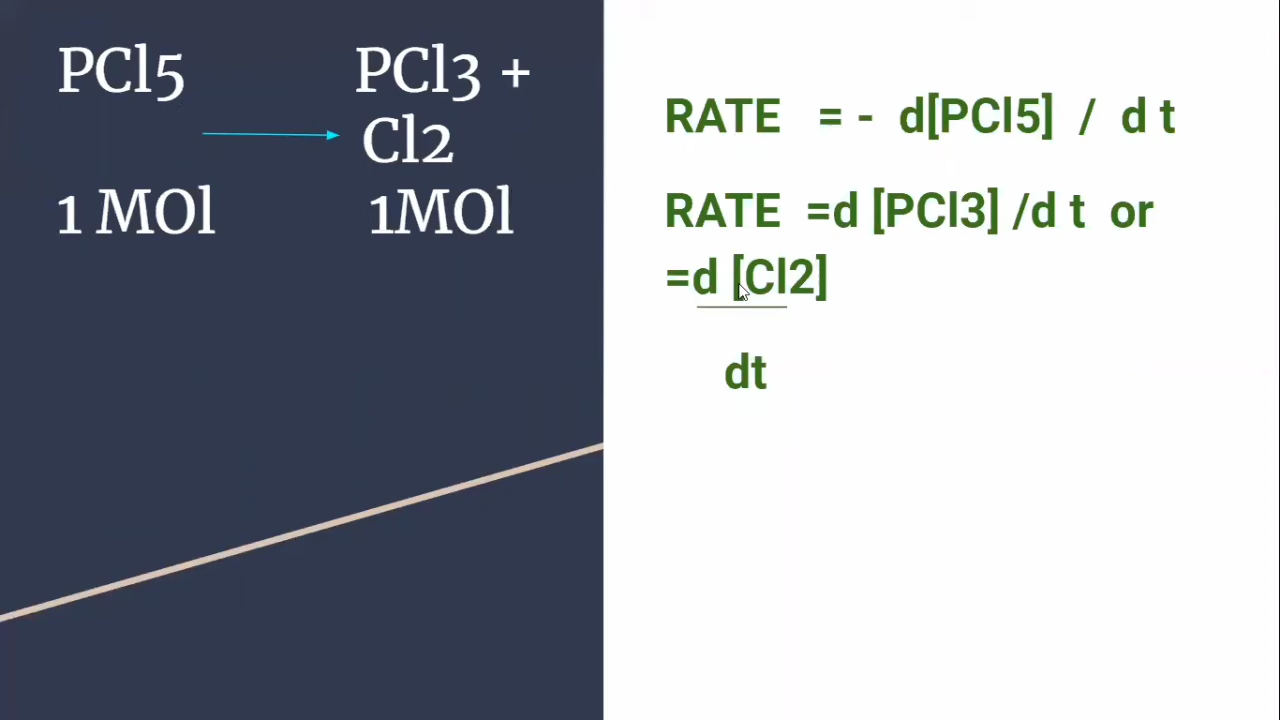 PCl5 PCl3 +
Cl2
1 MOl 1MOl
RATE = - d[PCl5] / d t
RATE =d [PCl3] /d t or
=d [Cl2]
dt